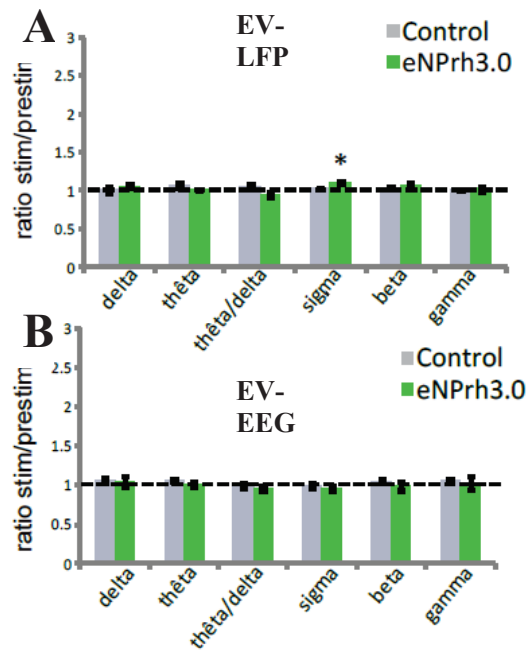 A
EV-
LFP
Control
eNPrh3.0
ratio stim/prestim
3
2.5
2
1.5
1
0.5
0
*
delta
thêta
thêta/delta
sigma
beta
gamma
B
EV-
EEG
Control
eNPrh3.0
ratio stim/prestim
3
2.5
2
1.5
1
0.5
0
delta
thêta
thêta/delta
sigma
beta
gamma